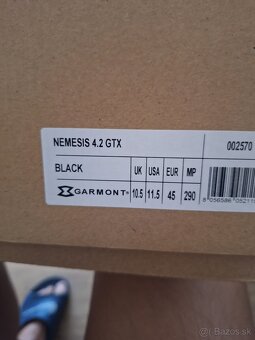 NEMESIS 4.2 GTX 002570
BLACK UK USA EUR MP
GARMONT 10.5 11.5 45 290
© Bazos.sk